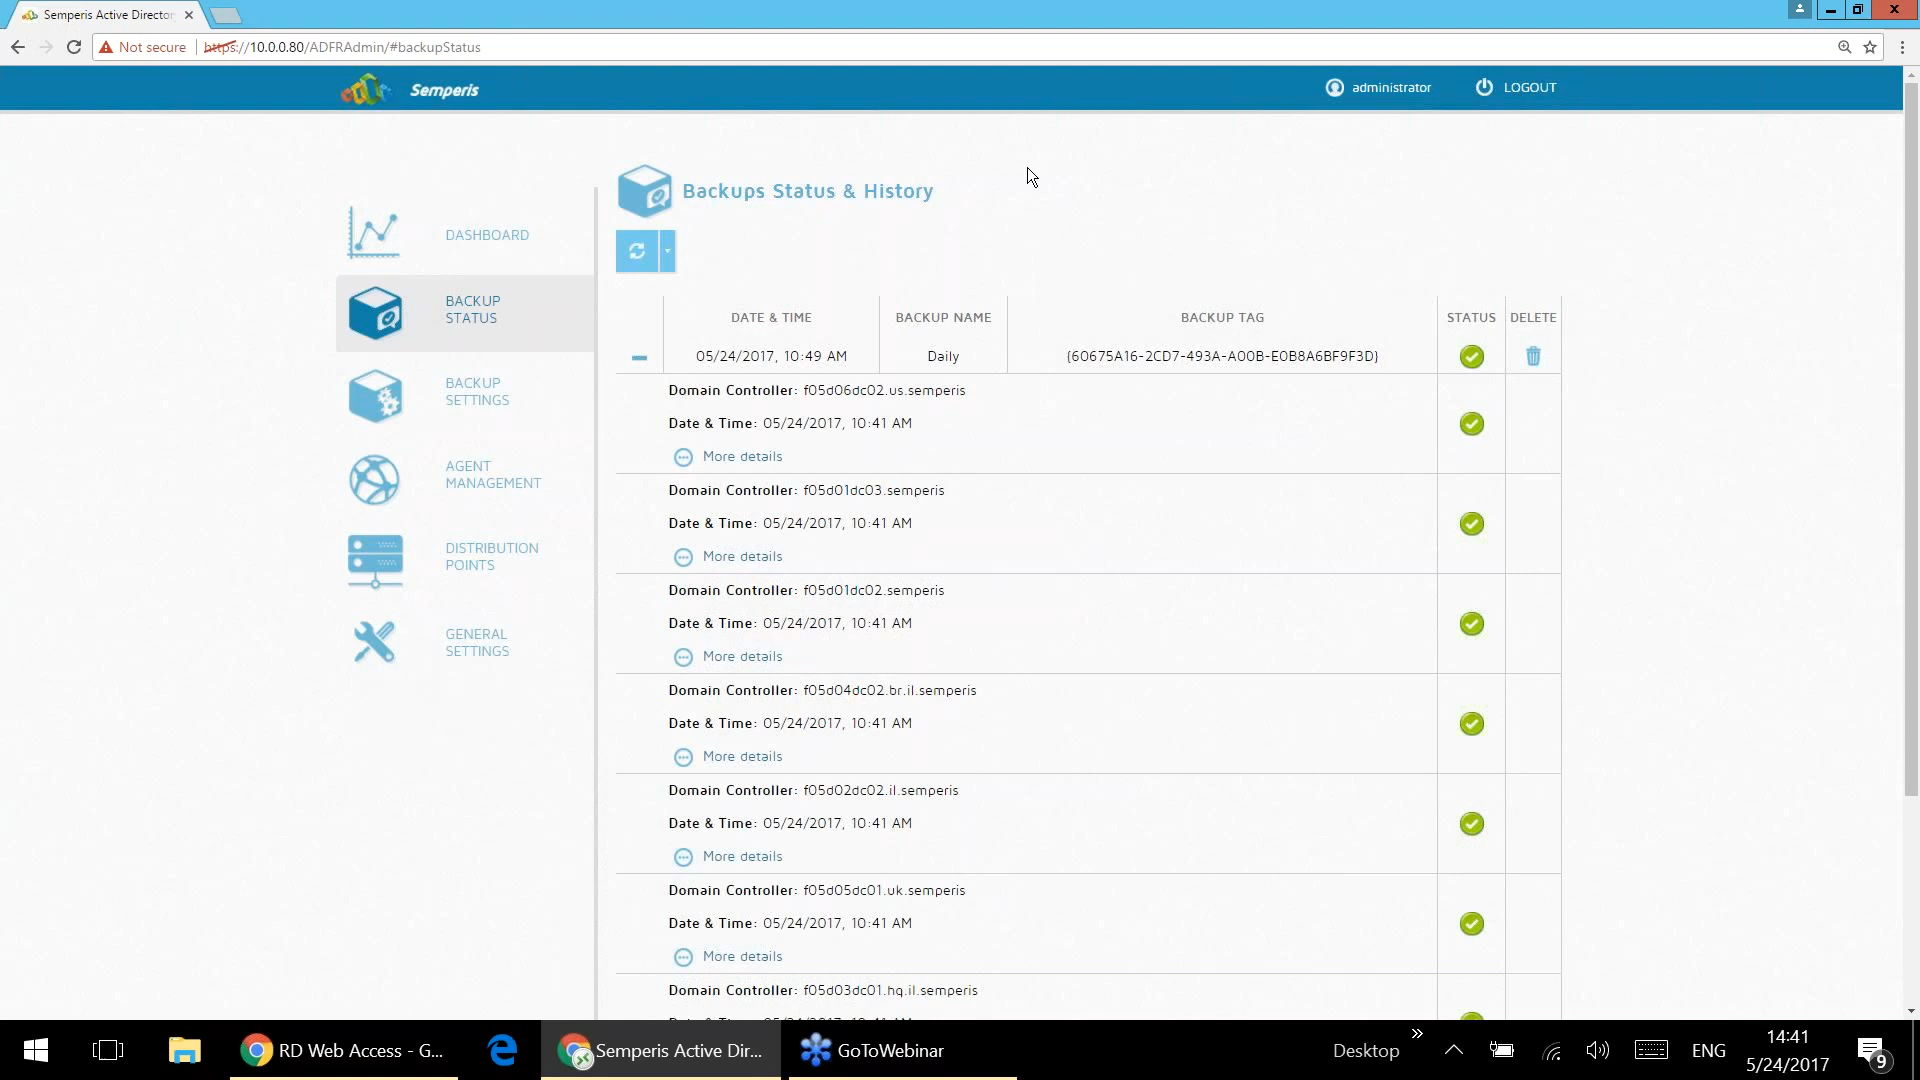 Semperis Active Director
Not secure
https://10.0.0.80/ADFRAdmin/#backupStatus
Semperis
administrator
LOGOUT
Backups Status & History
DASHBOARD
BACKUP
STATUS
BACKUP
SETTINGS
AGENT
MANAGEMENT
DISTRIBUTION
POINTS
GENERAL
SETTINGS
DATE & TIME
BACKUP NAME
BACKUP TAG
STATUS
DELETE
05/24/2017, 10:49 AM
Daily
{60675A16-2CD7-493A-A00B-E0B8A6BF9F3D}
Domain Controller: f05d06dc02.us.semperis
Date & Time: 05/24/2017, 10:41 AM
More details
Domain Controller: f05d01dc03.semperis
Date & Time: 05/24/2017, 10:41 AM
More details
Domain Controller: f05d01dc02.semperis
Date & Time: 05/24/2017, 10:41 AM
More details
Domain Controller: f05d04dc02.br.il.semperis
Date & Time: 05/24/2017, 10:41 AM
More details
Domain Controller: f05d02dc02.il.semperis
Date & Time: 05/24/2017, 10:41 AM
More details
Domain Controller: f05d05dc01.uk.semperis
Date & Time: 05/24/2017, 10:41 AM
More details
Domain Controller: f05d03dc01.hq.il.semperis
RD Web Access - G...
Semperis Active Dir...
GoToWebinar
Desktop
ENG
14:41
5/24/2017
9